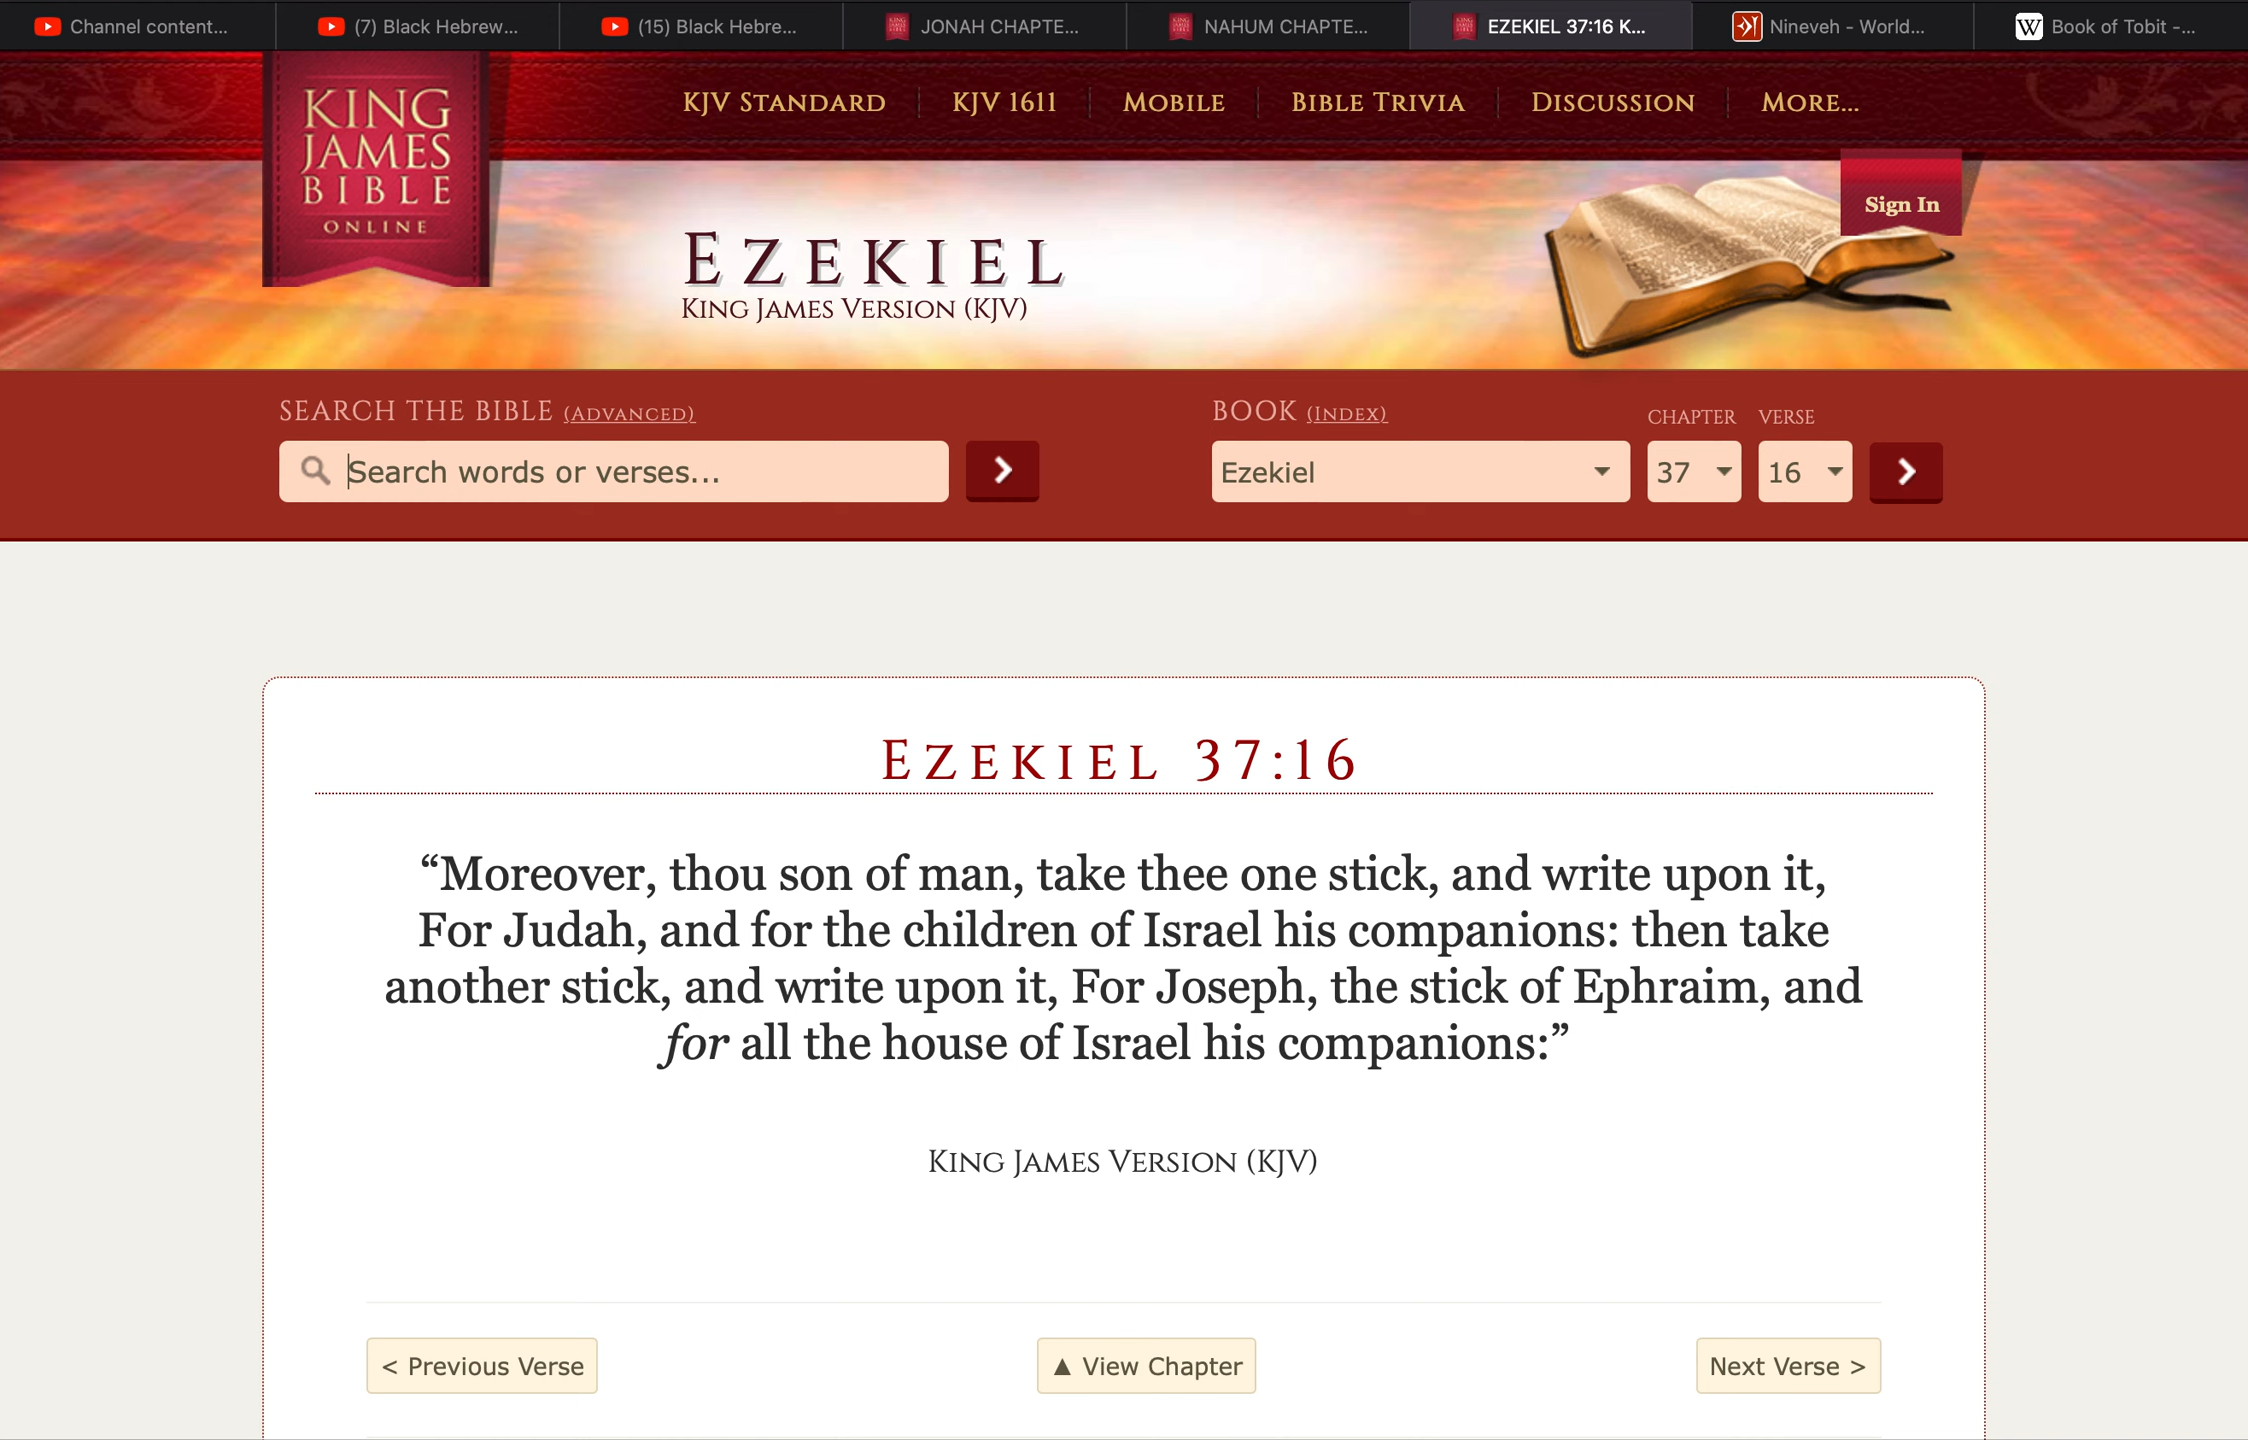 Channel content...
(7) Black Hebrew...
(15) Black Hebre...
JONAH CHAPTE...
NAHUM CHAPTE...
EZEKIEL 37:16 K...
Nineveh - World...
Book of Tobit -...
KING
JAMES
BIBLE
ONLINE
KJV STANDARD
KJV 1611
MOBILE
BIBLE TRIVIA
DISCUSSION
MORE...
Sign In
EZEKIEL
KING JAMES VERSION (KJV)
SEARCH THE BIBLE (ADVANCED)
Search words or verses...
BOOK (INDEX)
CHAPTER
VERSE
Ezekiel
37
16
EZEKIEL 37:16
“Moreover, thou son of man, take thee one stick, and write upon it,
For Judah, and for the children of Israel his companions: then take
another stick, and write upon it, For Joseph, the stick of Ephraim, and
for all the house of Israel his companions:”
KING JAMES VERSION (KJV)
< Previous Verse
▲ View Chapter
Next Verse >